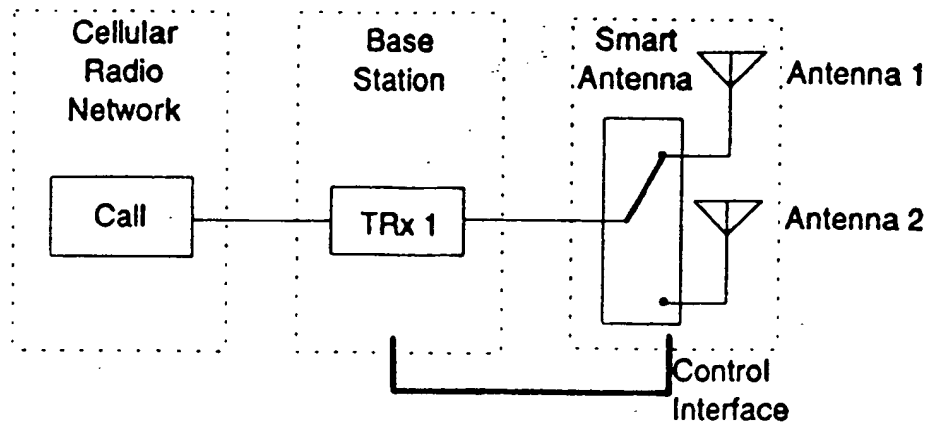 Cellular
Radio
Network
Base
Station
Smart
Antenna
Antenna 1
Call
TRx 1
Antenna 2
Control
Interface